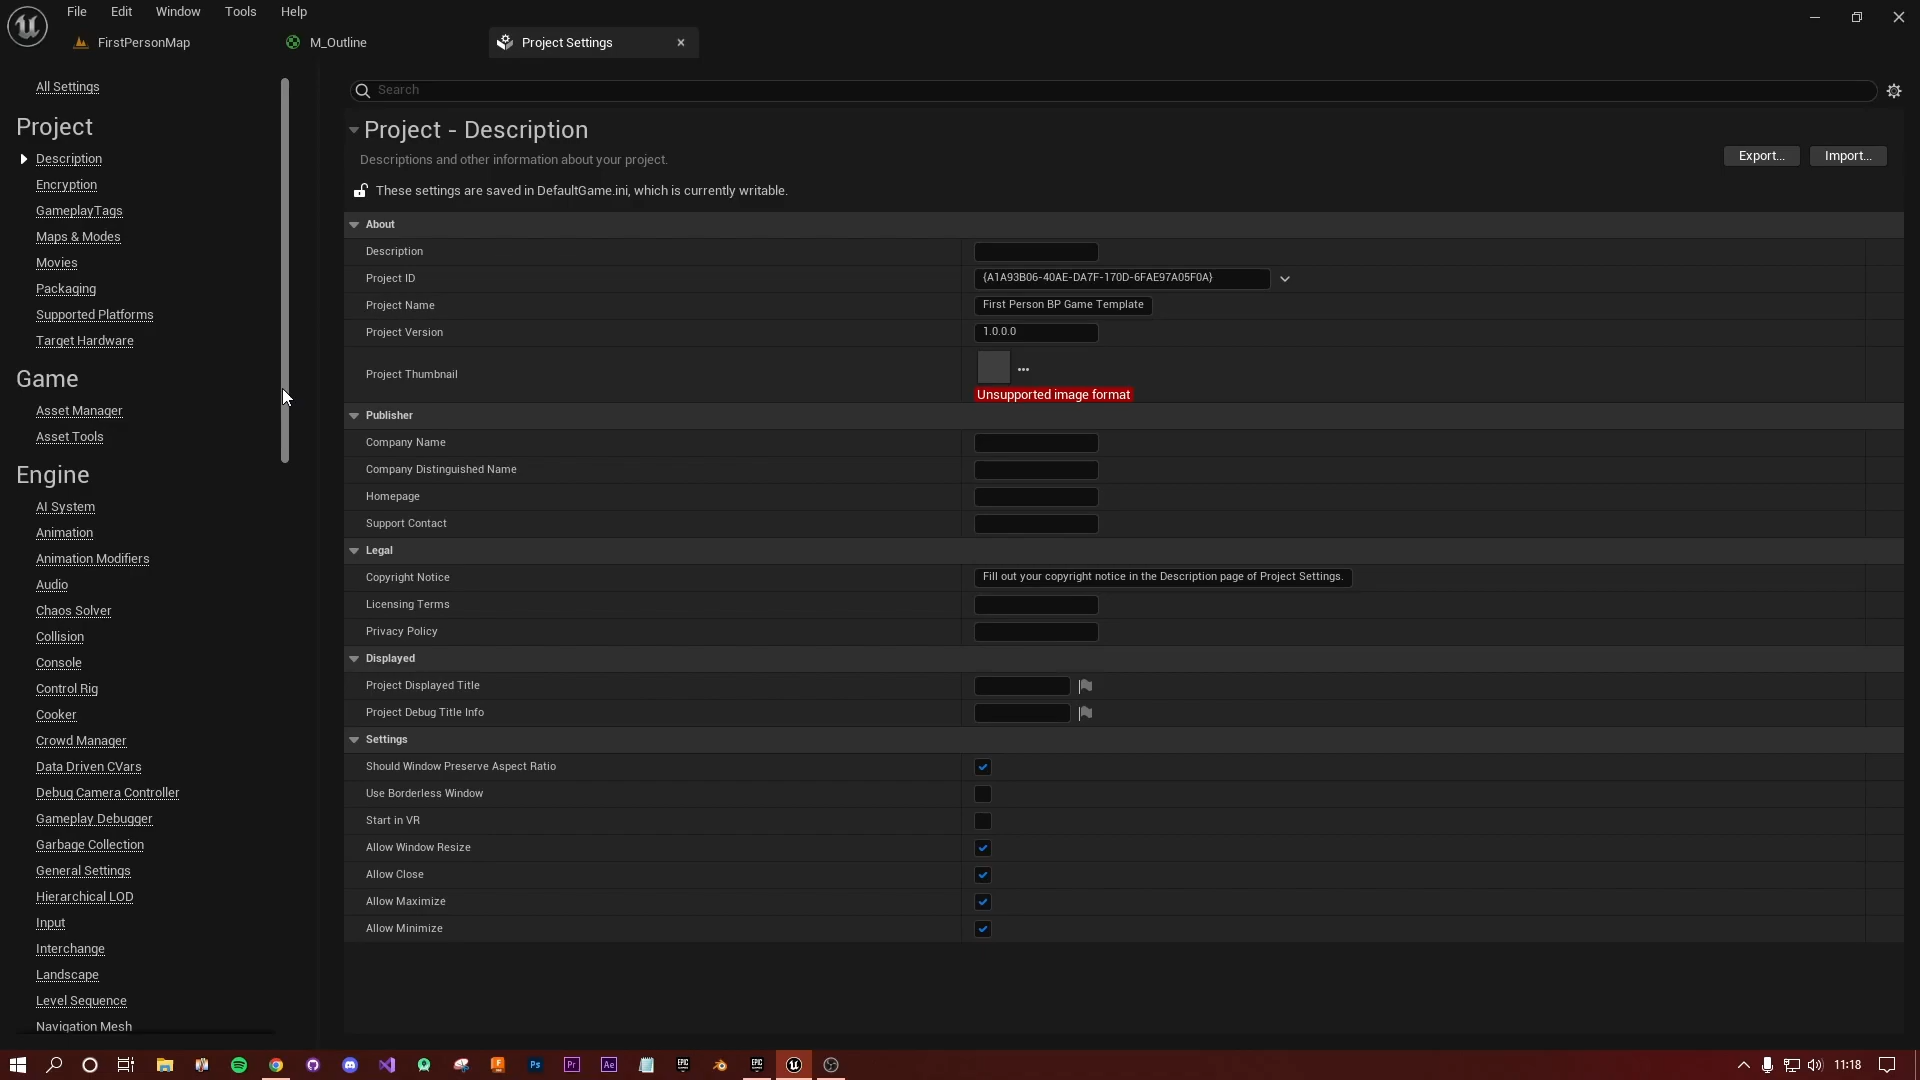 File Edit Window Tools Help
FirstPersonMap M_Outline Project Settings
All Settings
Project
Description
Encryption
GameplayTags
Maps & Modes
Movies
Packaging
Supported Platforms
Target Hardware
Game
Asset Manager
Asset Tools
Engine
AI System
Animation
Animation Modifiers
Audio
Chaos Solver
Collision
Console
Control Rig
Cooker
Crowd Manager
Data Driven CVars
Debug Camera Controller
Gameplay Debugger
Garbage Collection
General Settings
Hierarchical LOD
Input
Interchange
Landscape
Level Sequence
Navigation Mesh
Search
Project - Description
Descriptions and other information about your project.
Export... Import...
These settings are saved in DefaultGame.ini, which is currently writable.
About
Description
Project ID {A1A93B06-40AE-DA7F-170D-6FAE97A05F0A}
Project Name First Person BP Game Template
Project Version 1.0.0.0
Project Thumbnail
Unsupported image format
Publisher
Company Name
Company Distinguished Name
Homepage
Support Contact
Legal
Copyright Notice Fill out your copyright notice in the Description page of Project Settings.
Licensing Terms
Privacy Policy
Displayed
Project Displayed Title
Project Debug Title Info
Settings
Should Window Preserve Aspect Ratio
Use Borderless Window
Start in VR
Allow Window Resize
Allow Close
Allow Maximize
Allow Minimize
Ps Pr Ae EPIC EPIC 11:18